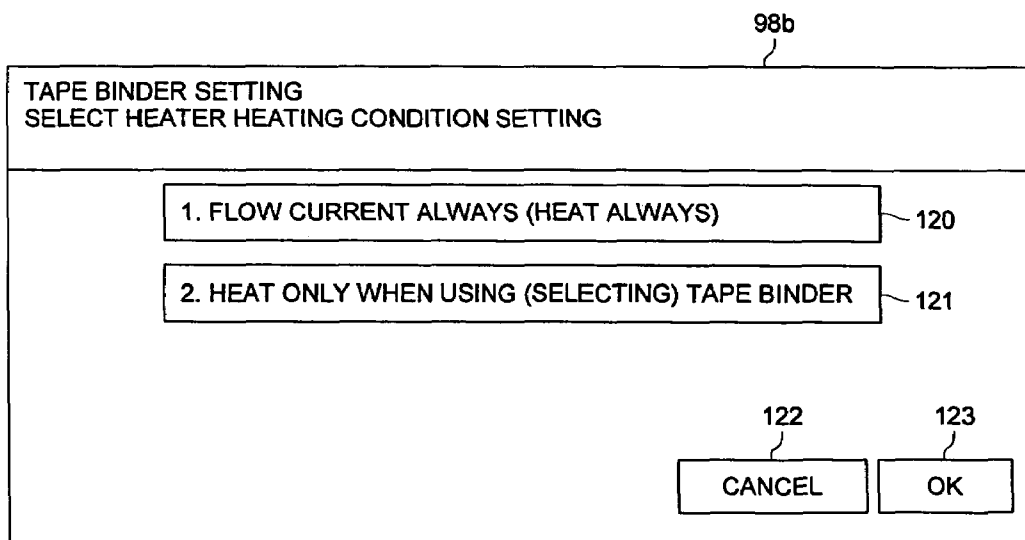 98b
TAPE BINDER SETTING
SELECT HEATER HEATING CONDITION SETTING
1. FLOW CURRENT ALWAYS (HEAT ALWAYS)
120
2. HEAT ONLY WHEN USING (SELECTING) TAPE BINDER
121
122
123
CANCEL
OK